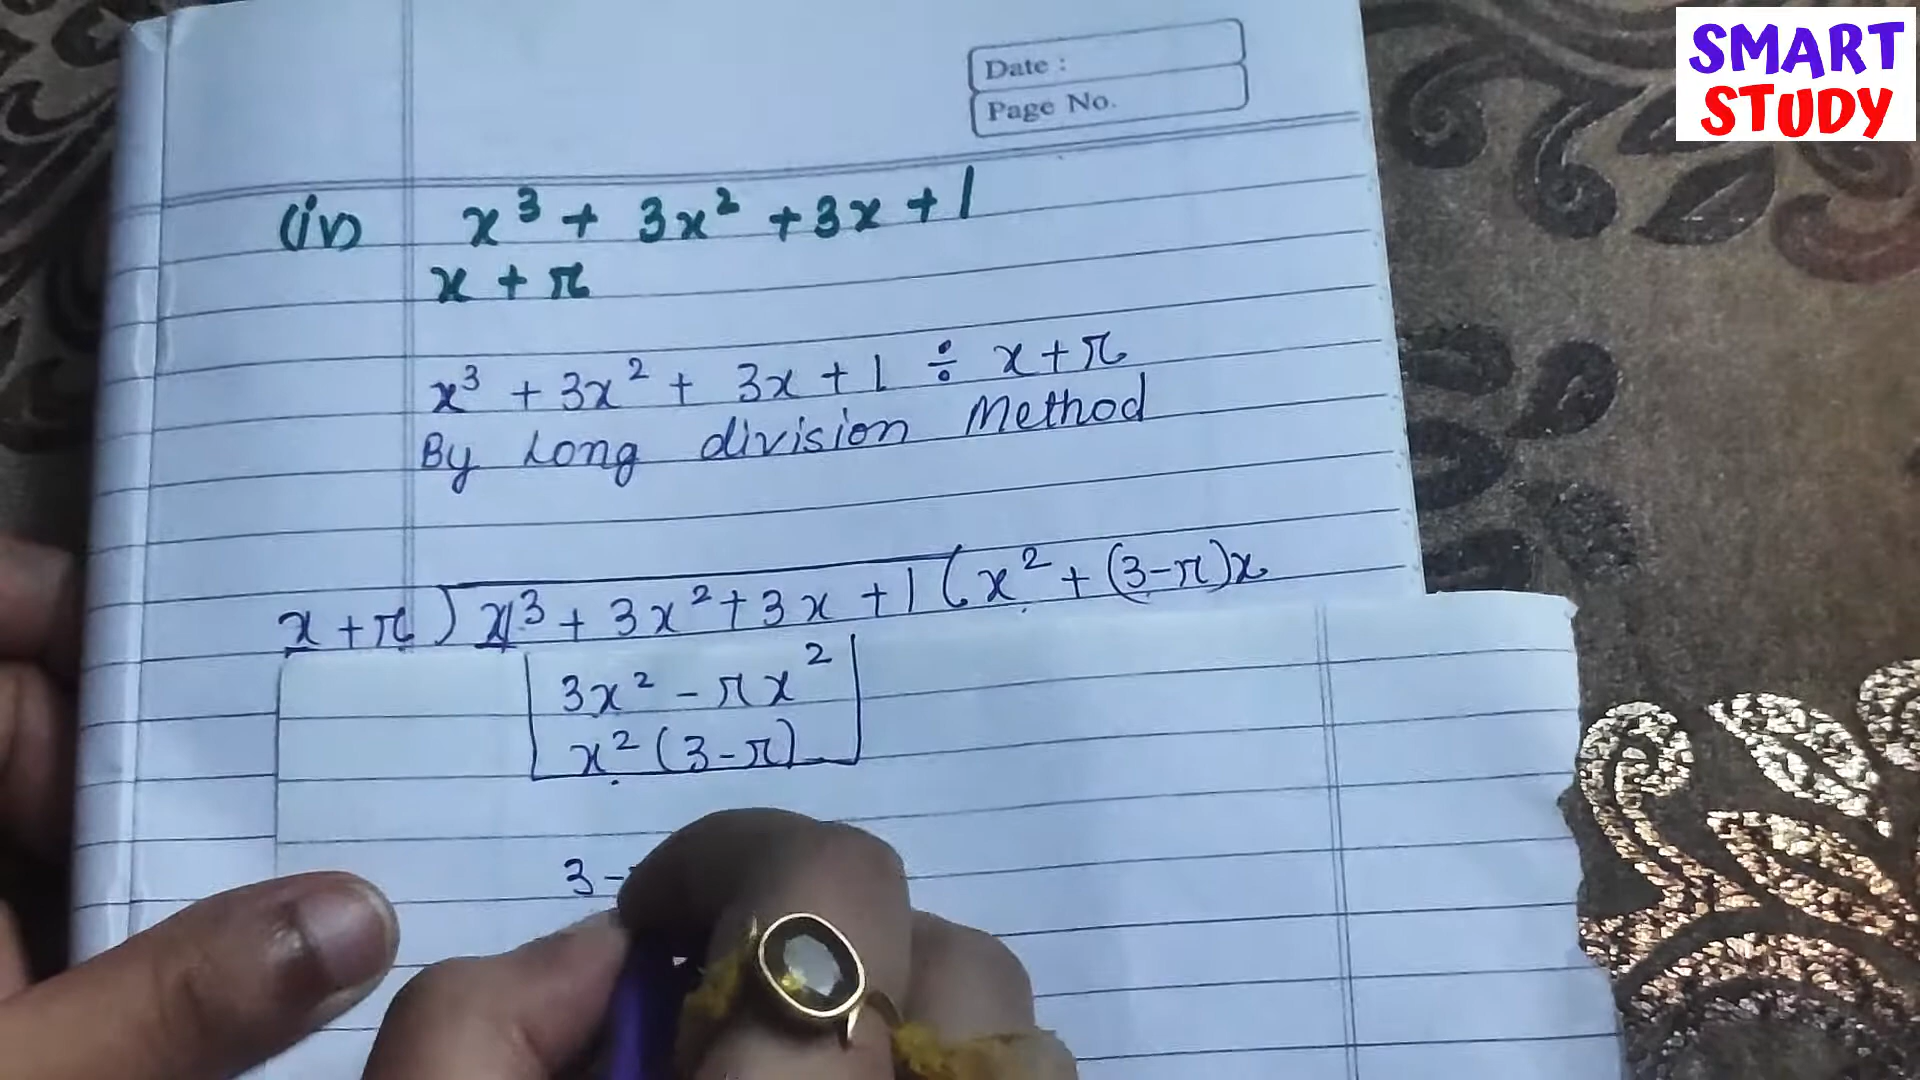 SMART
STUDY
Date :
Page No.
(iv) x³ + 3x² + 3x + 1
x + π
x³ + 3x² + 3x + 1 ÷ x + π
By Long division Method
x + π ) x³ + 3x² + 3x + 1 ( x² + (3-π)x
3x² - πx²
x² (3-π)
3 -